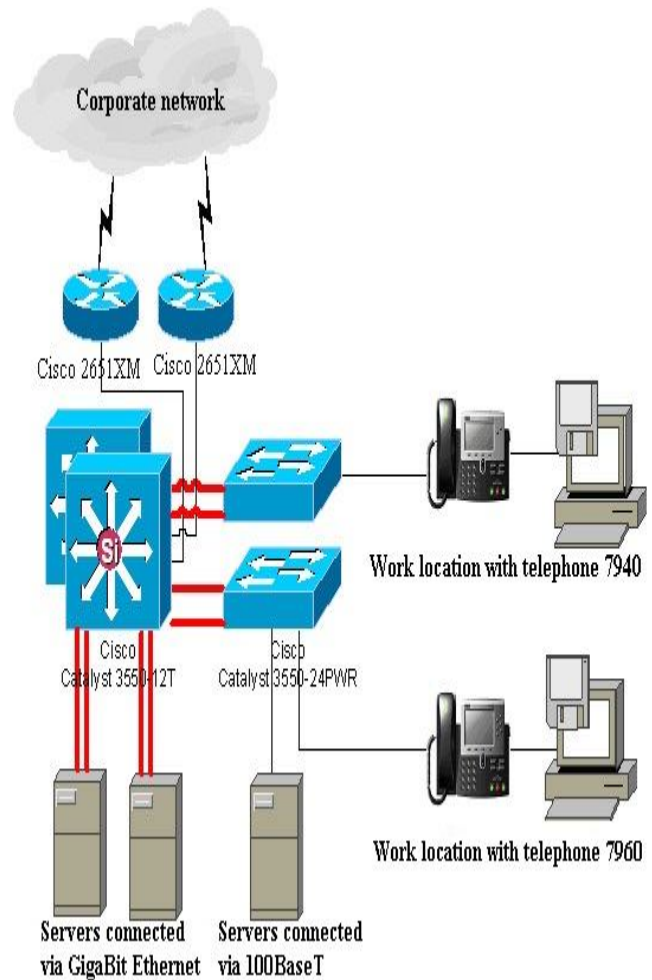 Corporate network
Cisco 2651XM
Cisco 2651XM
Si
Work location with telephone 7940
Cisco
Catalyst 3550-12T
Cisco
Catalyst 3550-24PWR
Work location with telephone 7960
Servers connected
via GigaBit Ethernet
Servers connected
via 100BaseT